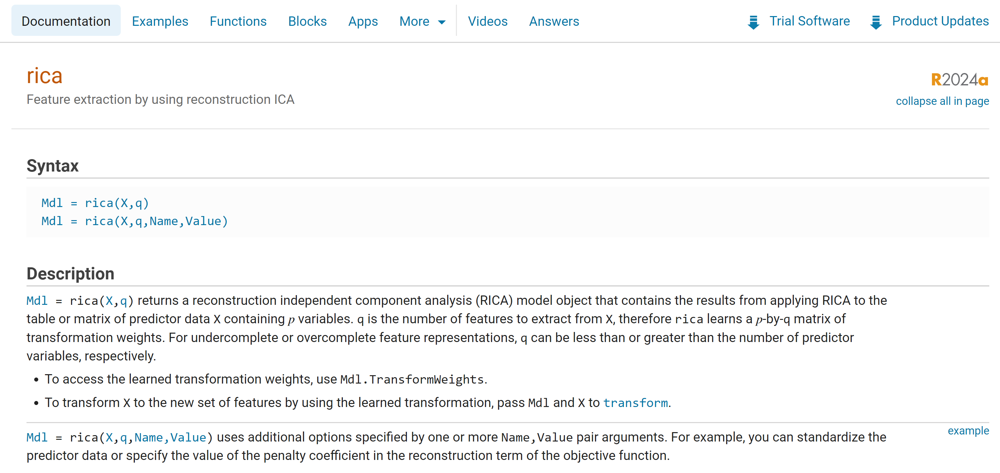 Documentation Examples Functions Blocks Apps More Videos Answers Trial Software Product Updates
rica
R2024a
Feature extraction by using reconstruction ICA
collapse all in page
Syntax
Mdl = rica(X,q)
Mdl = rica(X,q,Name,Value)
Description
Mdl = rica(X,q) returns a reconstruction independent component analysis (RICA) model object that contains the results from applying RICA to the
table or matrix of predictor data X containing p variables. q is the number of features to extract from X, therefore rica learns a p-by-q matrix of
transformation weights. For undercomplete or overcomplete feature representations, q can be less than or greater than the number of predictor
variables, respectively.
• To access the learned transformation weights, use Mdl.TransformWeights.
• To transform X to the new set of features by using the learned transformation, pass Mdl and X to transform.
example
Mdl = rica(X,q,Name,Value) uses additional options specified by one or more Name,Value pair arguments. For example, you can standardize the
predictor data or specify the value of the penalty coefficient in the reconstruction term of the objective function.